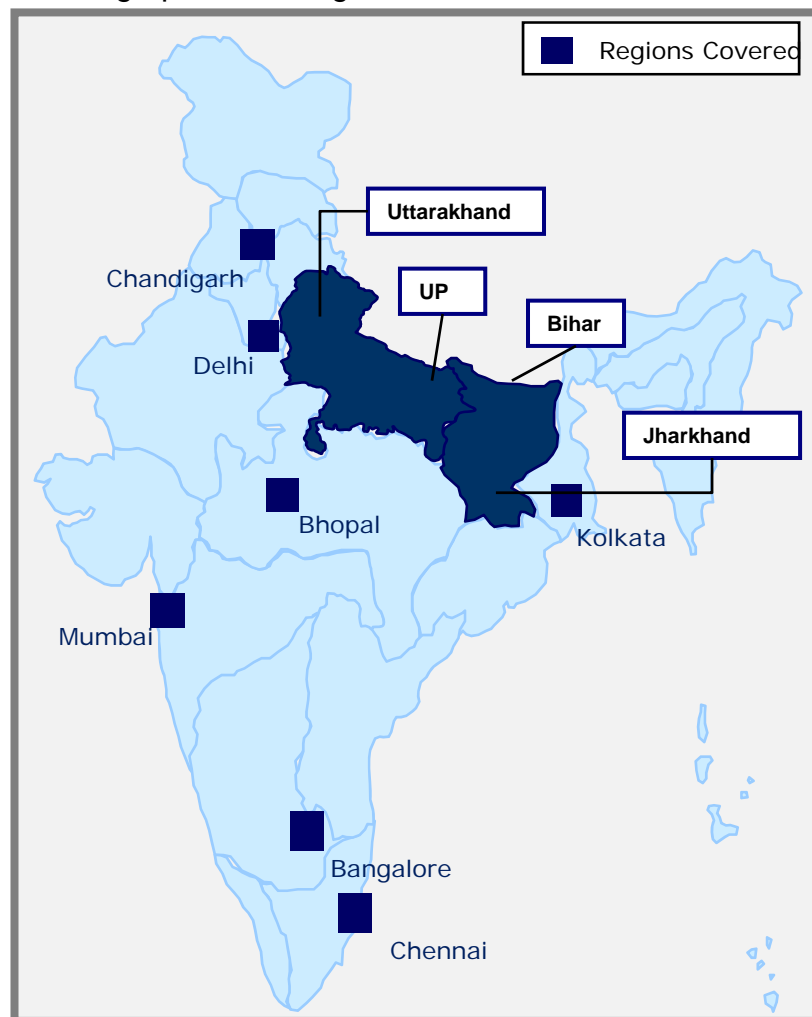 Regions Covered
Uttarakhand
Chandigarh
UP
Bihar
Delhi
Jharkhand
Bhopal
Kolkata
Mumbai
Bangalore
Chennai